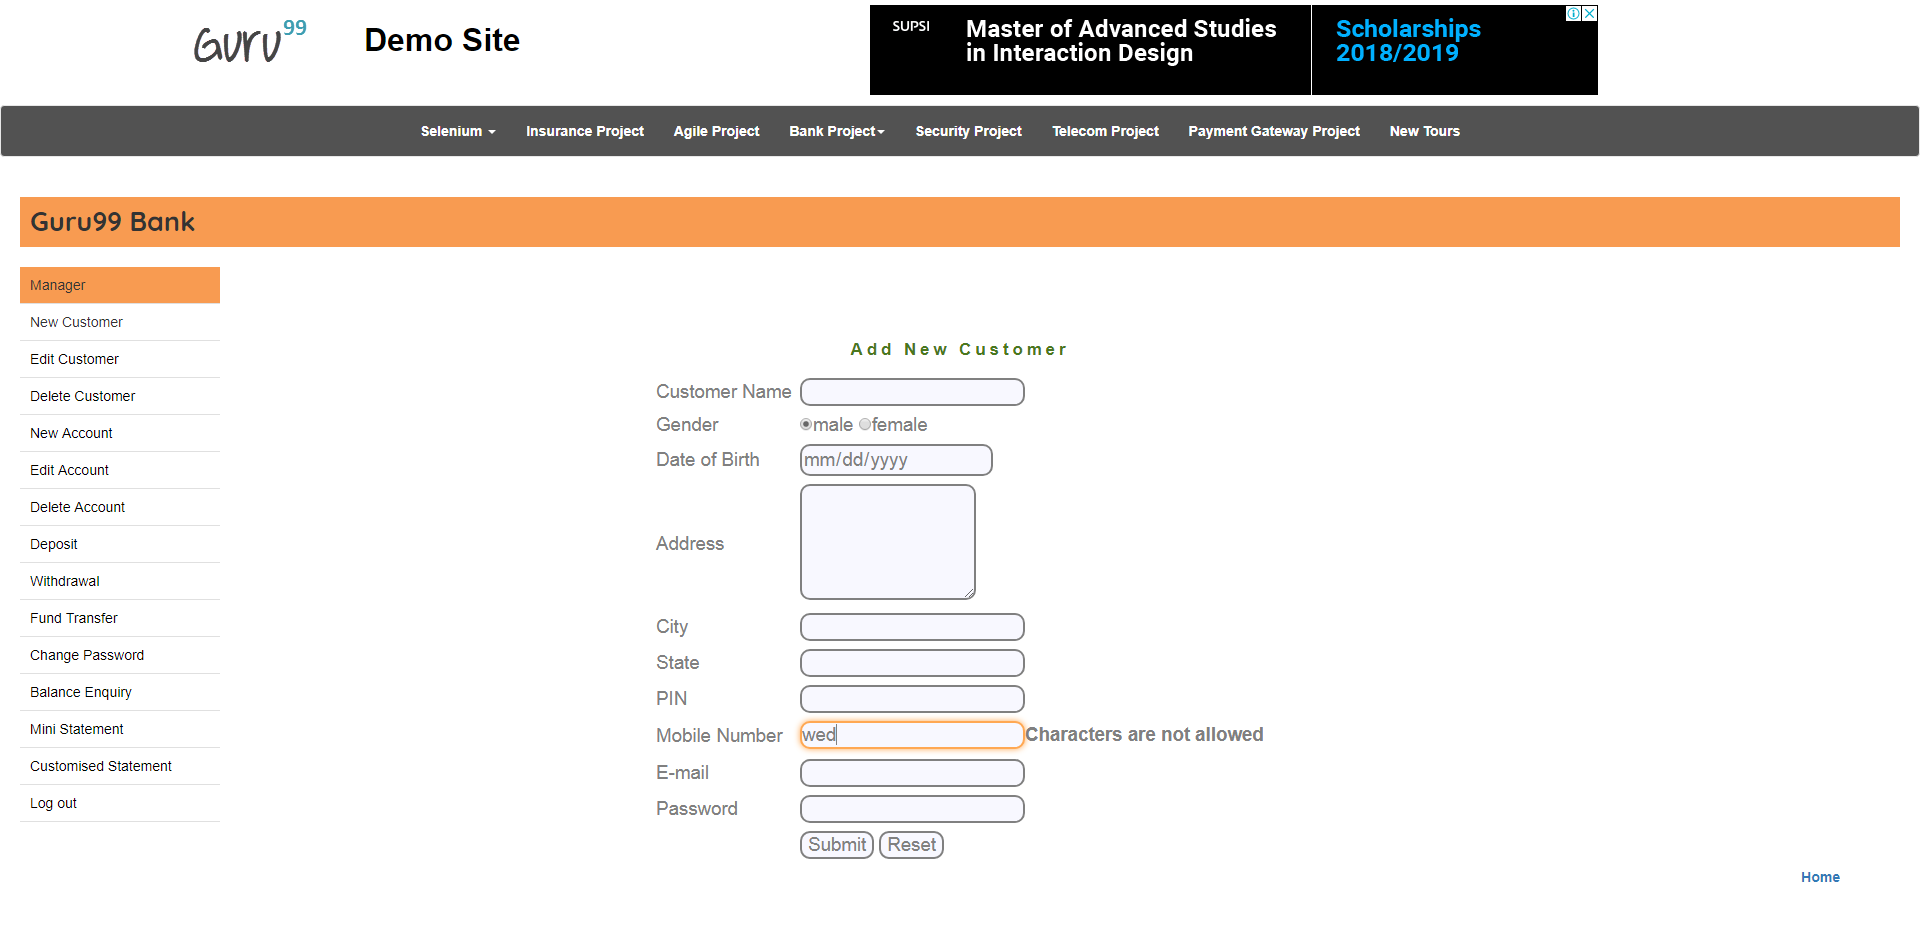 Guru99 Demo Site
SUPSI Master of Advanced Studies in Interaction Design Scholarships 2018/2019
Selenium Insurance Project Agile Project Bank Project Security Project Telecom Project Payment Gateway Project New Tours
Guru99 Bank
Manager
New Customer
Edit Customer
Delete Customer
New Account
Edit Account
Delete Account
Deposit
Withdrawal
Fund Transfer
Change Password
Balance Enquiry
Mini Statement
Customised Statement
Log out
Add New Customer
Customer Name
Gender male female
Date of Birth mm/dd/yyyy
Address
City
State
PIN
Mobile Number wed Characters are not allowed
E-mail
Password
Submit Reset
Home